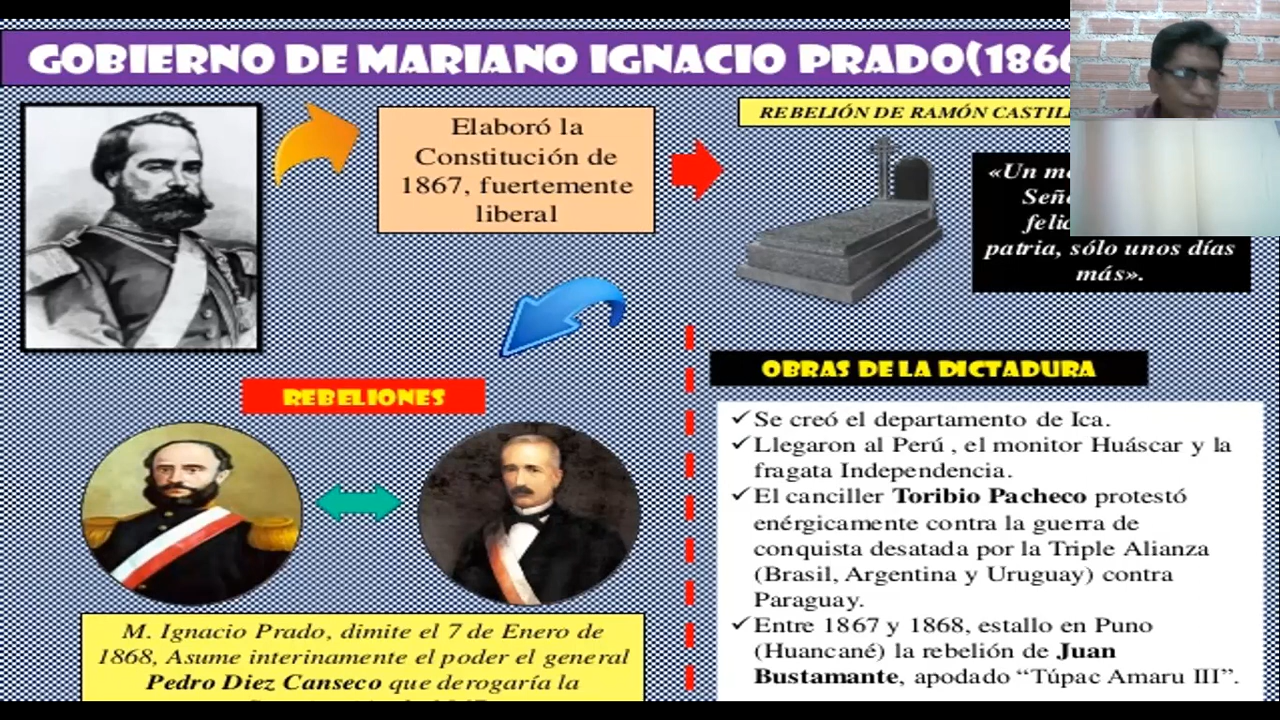 GOBIERNO DE MARIANO IGNACIO PRADO(186
Elaboró la
Constitución de
1867, fuertemente
liberal
REBELIÓN DE RAMÓN
«Un
patria, sólo unos días
más».
REBELIONES
M. Ignacio Prado, dimite el 7 de Enero de
1868, Asume interinamente el poder el general
Pedro Diez Canseco que derogaría la
OBRAS DE LA DICTADURA
✓Se creó el departamento de Ica.
✓Llegaron al Perú , el monitor Huáscar y la
fragata Independencia.
✓El canciller Toribio Pacheco protestó
enérgicamente contra la guerra de
conquista desatada por la Triple Alianza
(Brasil, Argentina y Uruguay) contra
Paraguay.
✓Entre 1867 y 1868, estallo en Puno
(Huancané) la rebelión de Juan
Bustamante, apodado “Túpac Amaru III”.